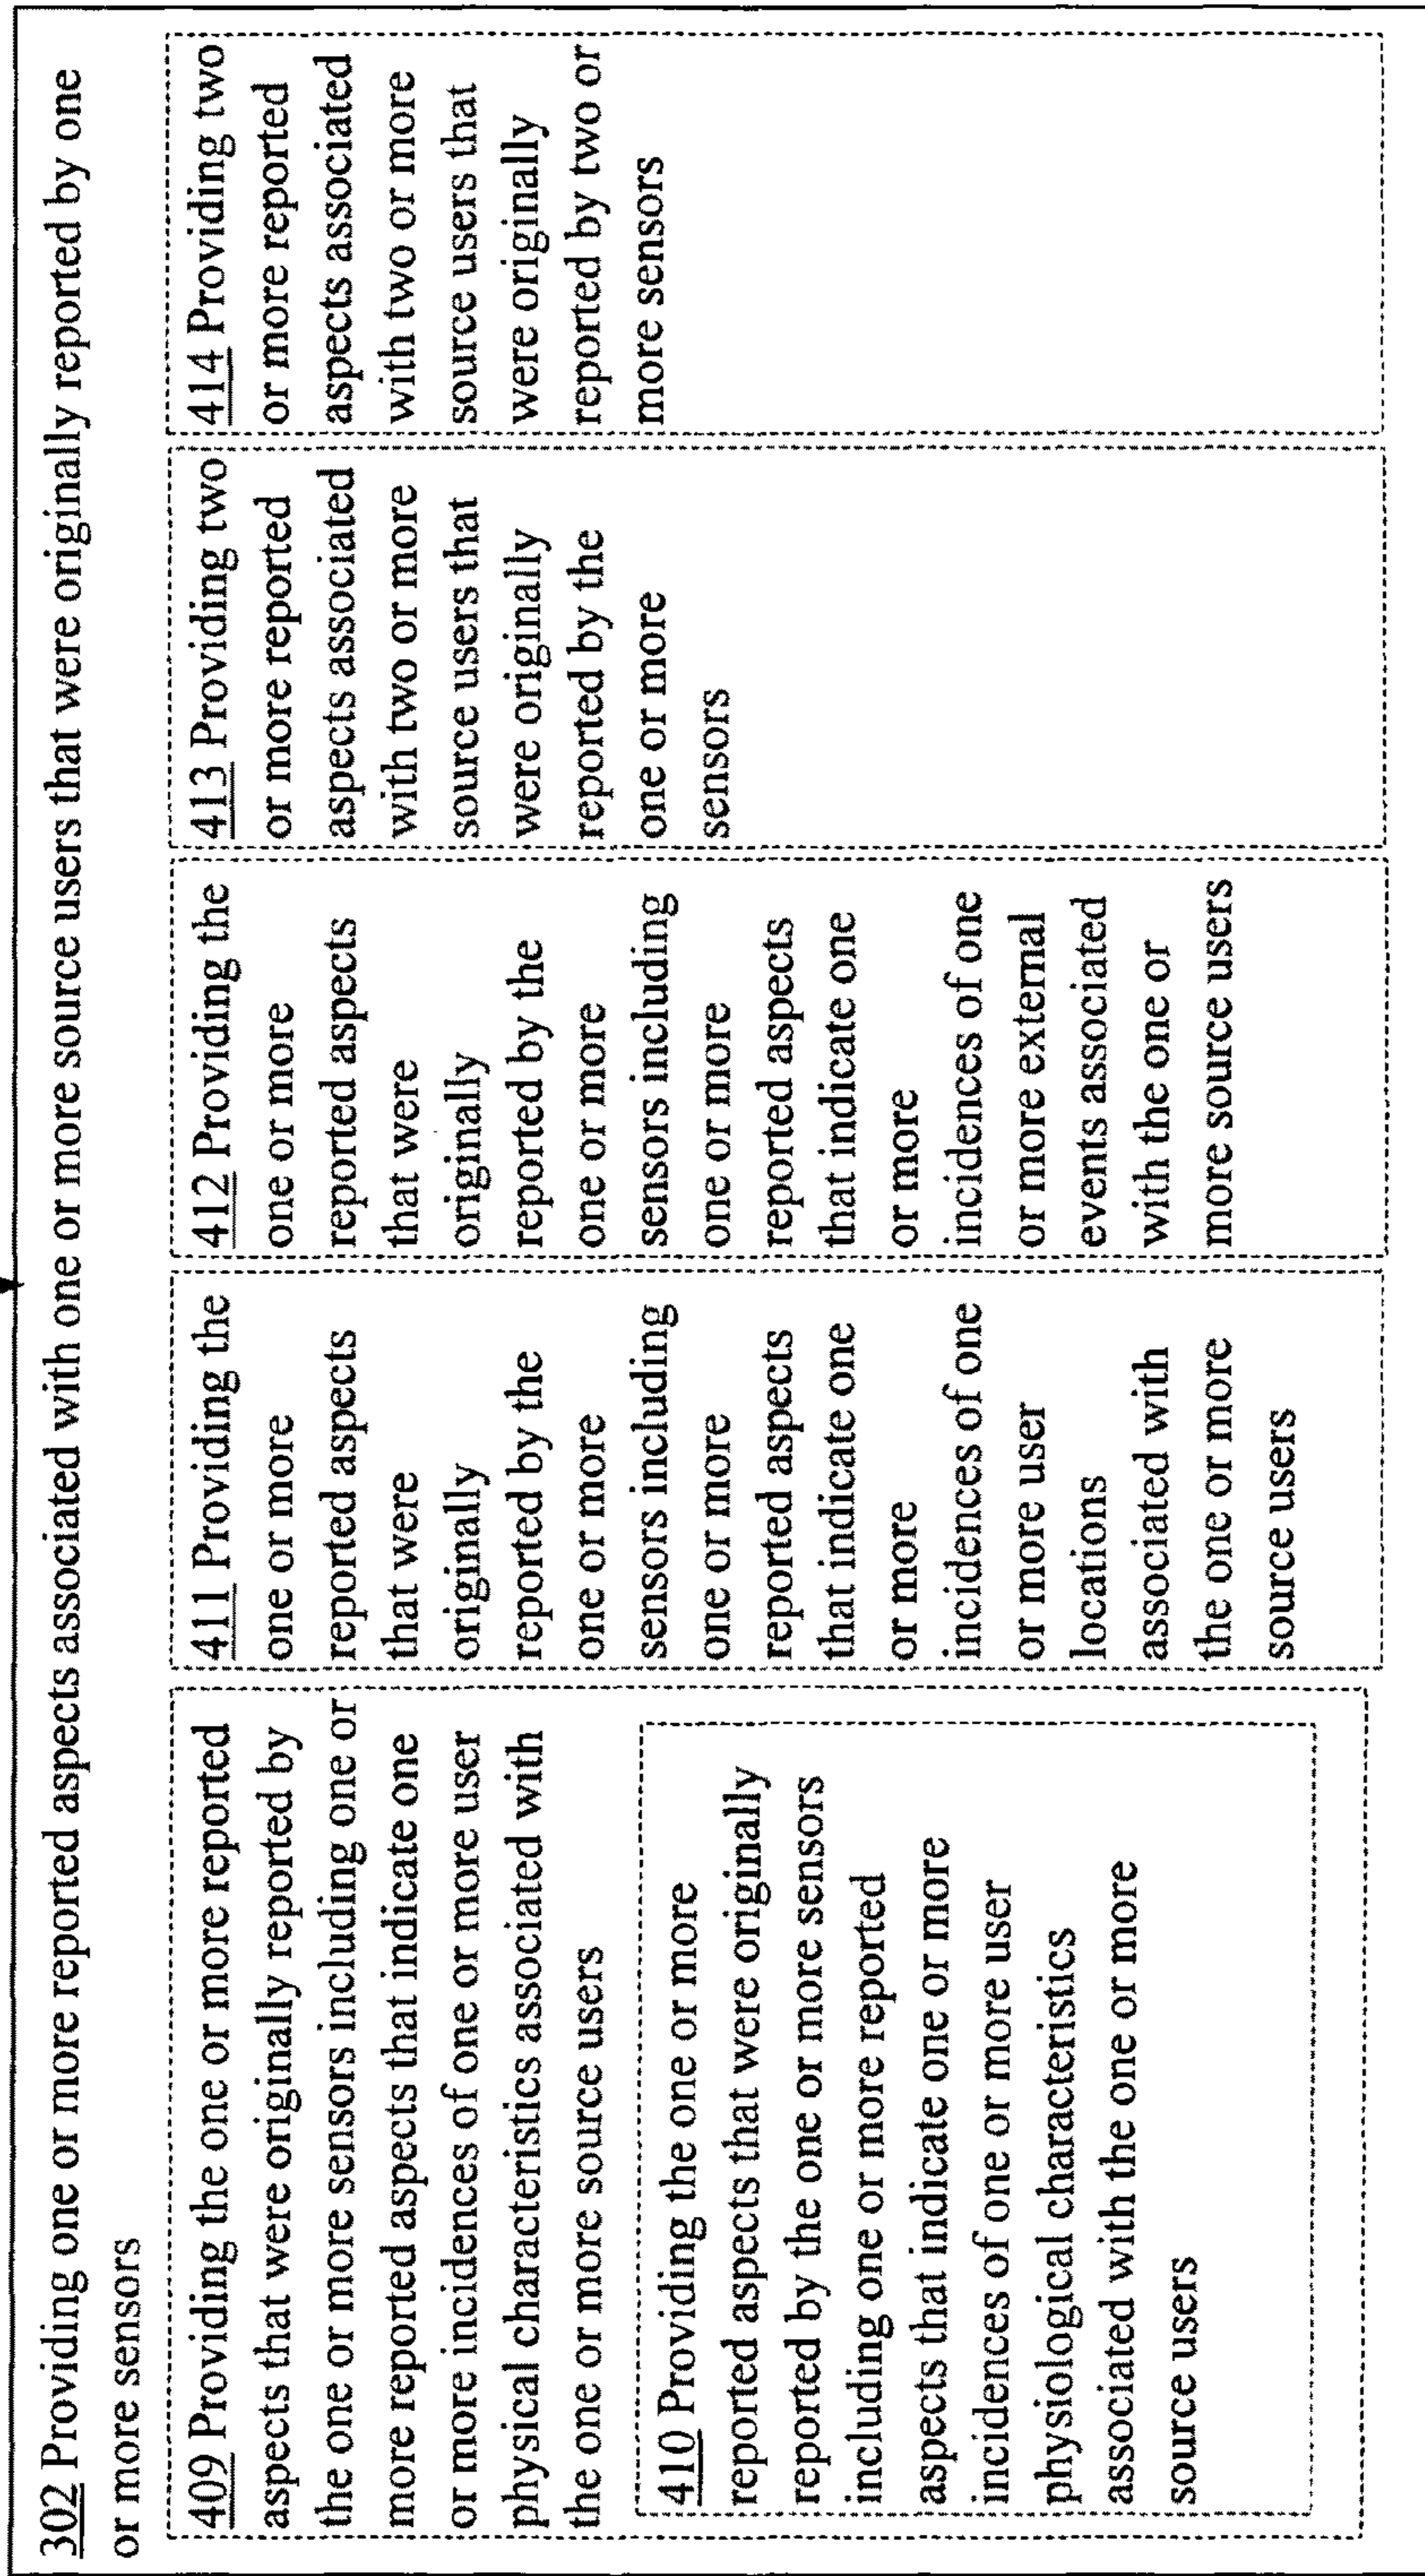 302 Providing one or more reported aspects associated with one or more source users that were originally reported by one
or more sensors
409 Providing the one or more reported
aspects that were originally reported by
the one or more sensors including one or
more reported aspects that indicate one
or more incidences of one or more user
physical characteristics associated with
the one or more source users
410 Providing the one or more
reported aspects that were originally
reported by the one or more sensors
including one or more reported
aspects that indicate one or more
incidences of one or more user
physiological characteristics
associated with the one or more
source users
411 Providing the
one or more
reported aspects
that were
originally
reported by the
one or more
sensors including
one or more
reported aspects
that indicate one
or more
incidences of one
or more user
locations
associated with
the one or more
source users
412 Providing the
one or more
reported aspects
that were
originally
reported by the
one or more
sensors including
one or more
reported aspects
that indicate one
or more
incidences of one
or more external
events associated
with the one or
more source users
413 Providing two
or more reported
aspects associated
with two or more
source users that
were originally
reported by the
one or more
sensors
414 Providing two
or more reported
aspects associated
with two or more
source users that
were originally
reported by two or
more sensors